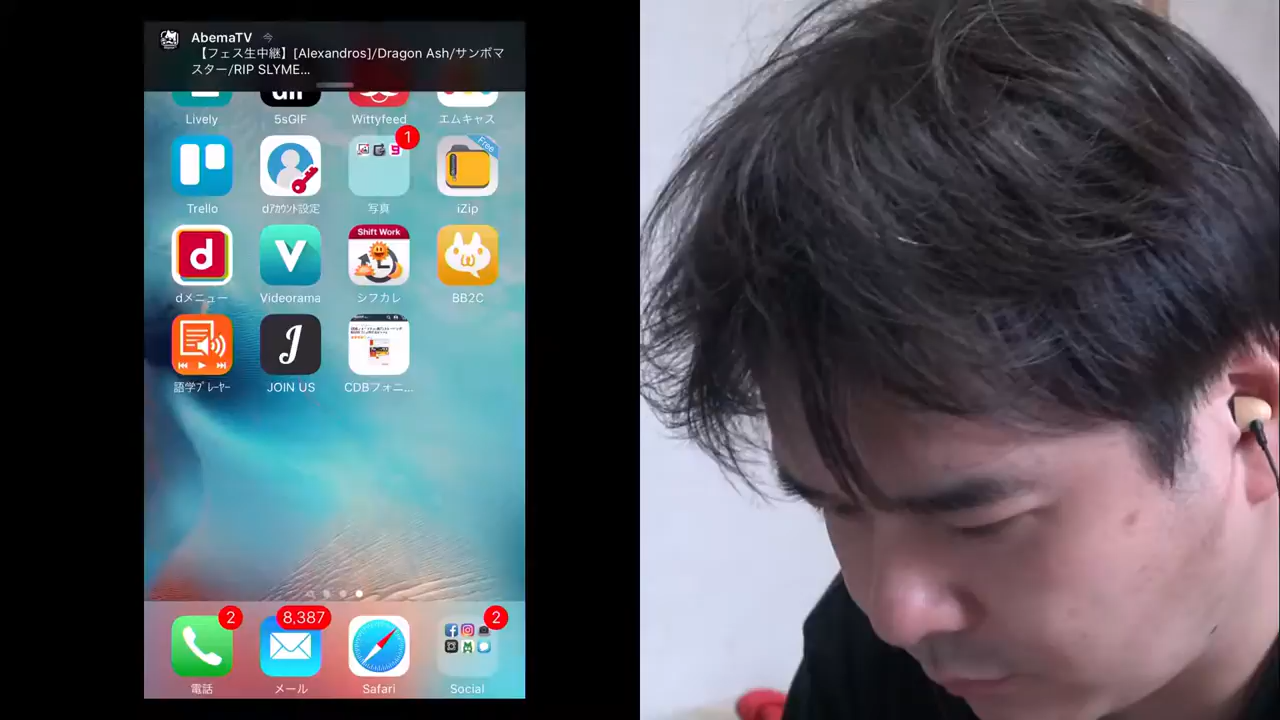 AbemaTV 今
【フェス生中継】[Alexandros]/Dragon Ash/サンボマ
スター/RIP SLYME...
Lively
5sGIF
Wittyfeed
エムキャス
1
Free
Trello
dｱｶｳﾝﾄ設定
写真
iZip
Shift Work
d
V
dメニュー
Videorama
シフカレ
BB2C
J
語学ﾌﾟﾚｰﾔｰ
JOIN US
CDBフォニ...
2
8,387
2
電話
メール
Safari
Social